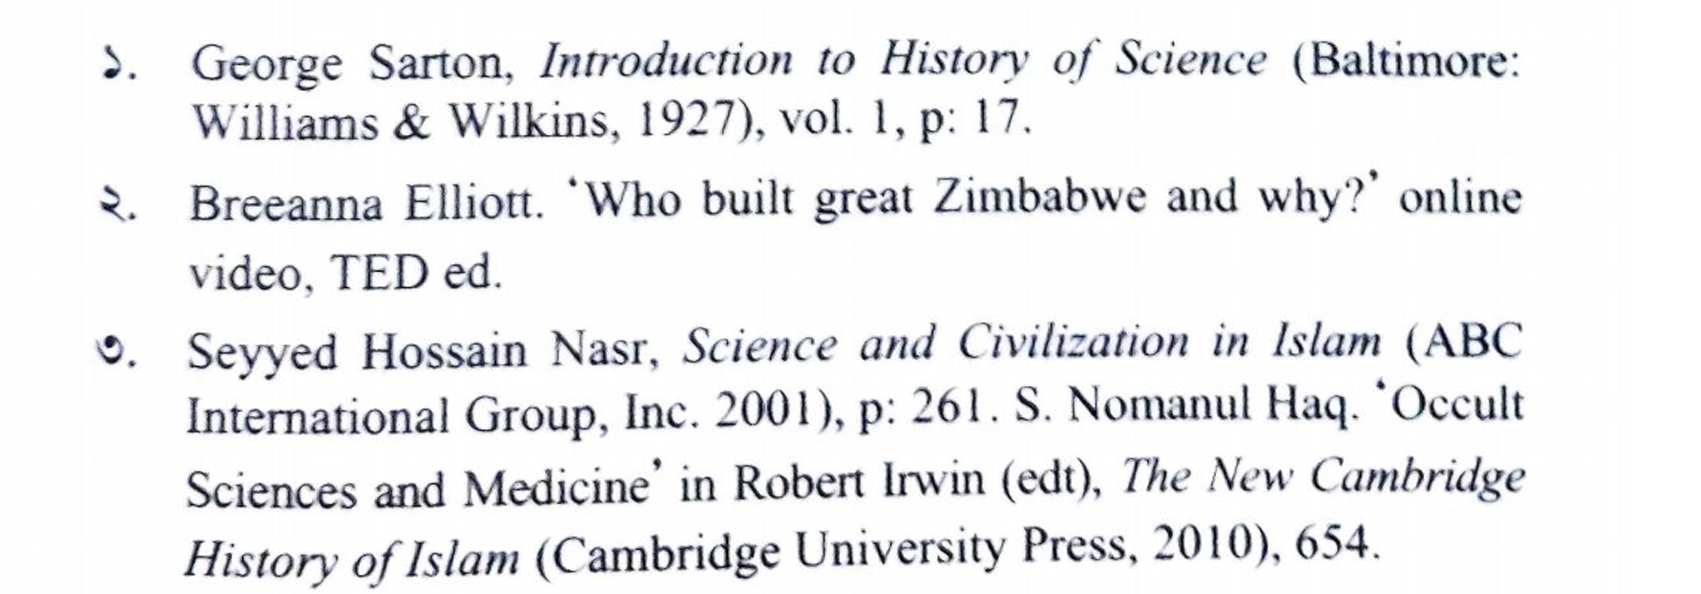 ১. George Sarton, Introduction to History of Science (Baltimore:
Williams & Wilkins, 1927), vol. 1, p: 17.
২. Breeanna Elliott. ‘Who built great Zimbabwe and why?’ online
video, TED ed.
৩. Seyyed Hossain Nasr, Science and Civilization in Islam (ABC
International Group, Inc. 2001), p: 261. S. Nomanul Haq. ‘Occult
Sciences and Medicine’ in Robert Irwin (edt), The New Cambridge
History of Islam (Cambridge University Press, 2010), 654.